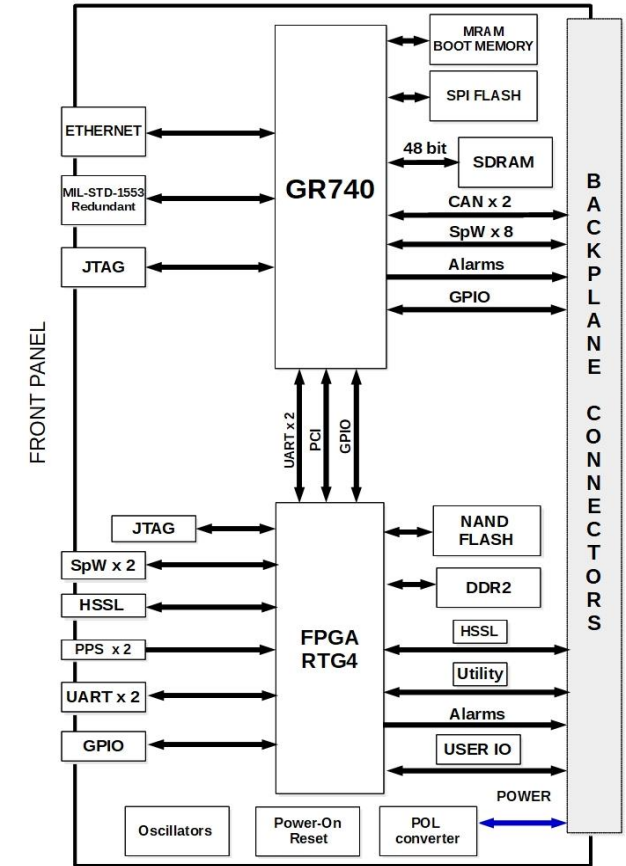 MRAM
BOOT MEMORY
SPI FLASH
ETHERNET
48 bit
SDRAM
MIL-STD-1553
Redundant
GR740
CAN x 2
SpW x 8
JTAG
Alarms
GPIO
BACKPLANE CONNECTORS
FRONT PANEL
UART x 2
PCI
GPIO
JTAG
NAND
FLASH
SpW x 2
DDR2
HSSL
HSSL
FPGA
RTG4
PPS x 2
Utility
UART x 2
Alarms
GPIO
USER IO
POWER
Oscillators
Power-On
Reset
POL
converter